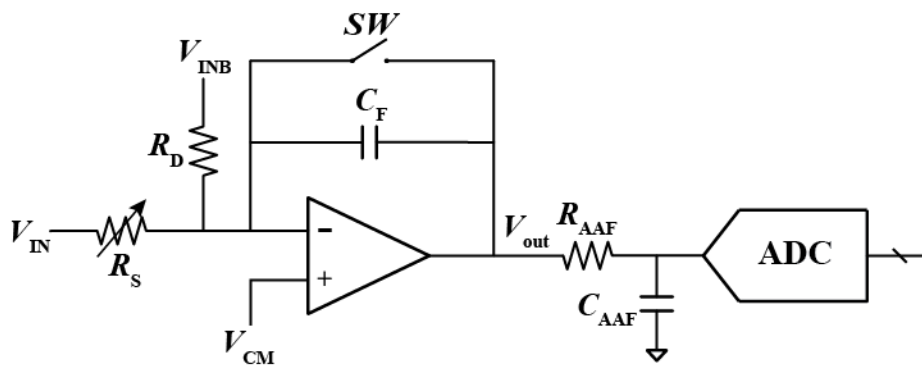 SW
V_INB
C_F
R_D
V_IN
R_S
-
+
V_CM
V_out
R_AAF
C_AAF
ADC